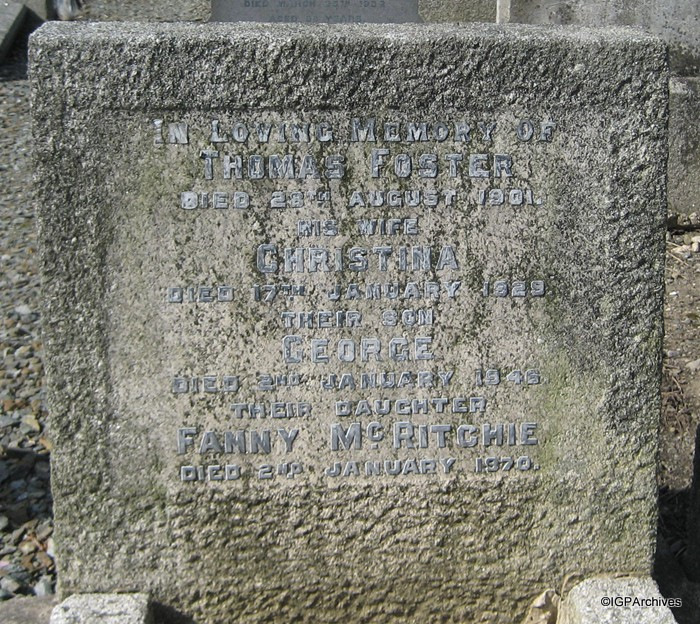 IN LOVING MEMORY OF
THOMAS FOSTER
DIED 28TH AUGUST 1901.
HIS WIFE
CHRISTINA
DIED 17TH JANUARY 1929
THEIR SON
GEORGE
DIED 2ND JANUARY 1946.
THEIR DAUGHTER
FANNY MCRITCHIE
DIED 2ND JANUARY 1970.
©IGPArchives